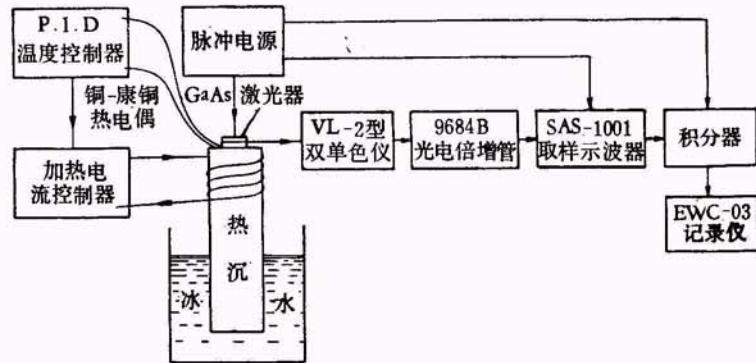 P.I.D
温度控制器
脉冲电源
铜-康铜
热电偶
GaAs 激光器
加热电
流控制器
VL-2型
双单色仪
9684B
光电倍增管
SAS-1001
取样示波器
积分器
EWC-03
记录仪
热
沉
冰
水